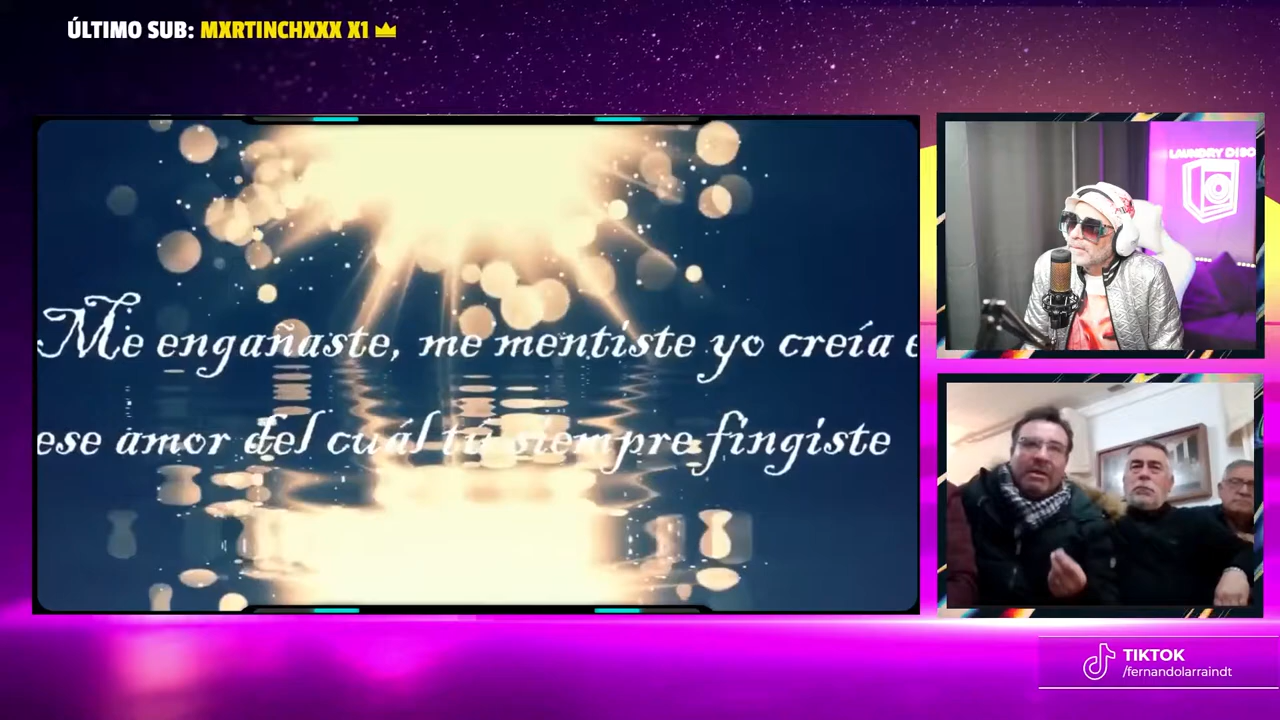 ÚLTIMO SUB: MXRTINCHXXX X1
LAUNDRY DISC
Me engañaste, me mentiste yo creía e
ese amor del cuál tú siempre fingiste
TIKTOK
/fernandolarraindt